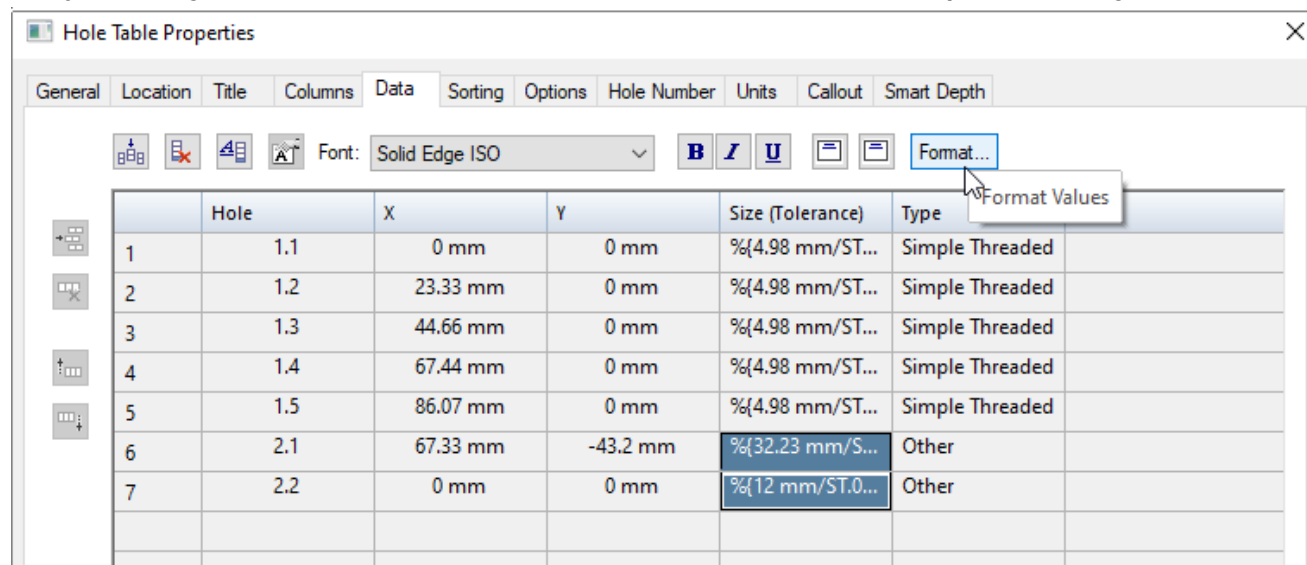 Hole Table Properties
General Location Title Columns Data Sorting Options Hole Number Units Callout Smart Depth
Font: Solid Edge ISO B I U Format...
Format Values
Hole X Y Size (Tolerance) Type
1 1.1 0 mm 0 mm %{4.98 mm/ST... Simple Threaded
2 1.2 23.33 mm 0 mm %{4.98 mm/ST... Simple Threaded
3 1.3 44.66 mm 0 mm %{4.98 mm/ST... Simple Threaded
4 1.4 67.44 mm 0 mm %{4.98 mm/ST... Simple Threaded
5 1.5 86.07 mm 0 mm %{4.98 mm/ST... Simple Threaded
6 2.1 67.33 mm -43.2 mm %{32.23 mm/S... Other
7 2.2 0 mm 0 mm %{12 mm/ST.0... Other